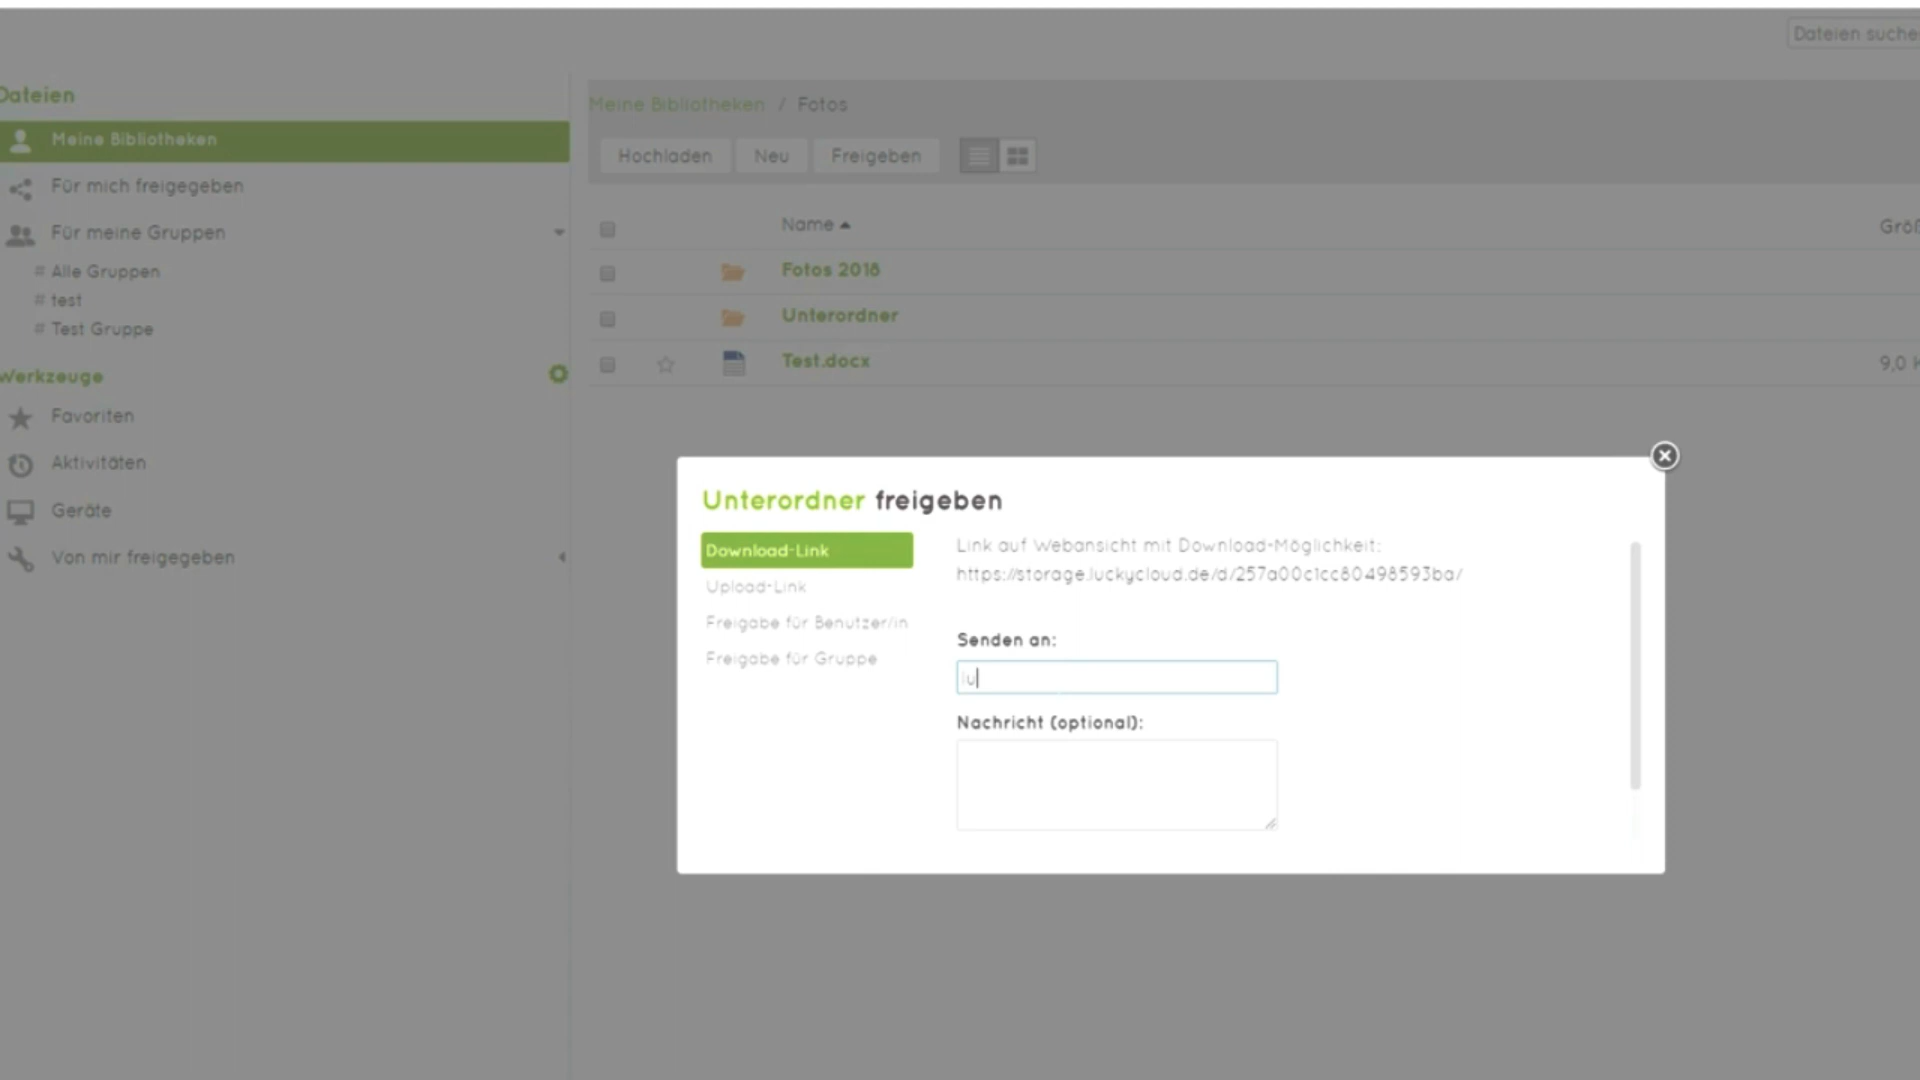 Dateien suche
Dateien
Meine Bibliotheken
Für mich freigegeben
Für meine Gruppen
# Alle Gruppen
# test
# Test Gruppe
Werkzeuge
Favoriten
Aktivitäten
Geräte
Von mir freigegeben
Meine Bibliotheken / Fotos
Hochladen Neu Freigeben
Name Größ
Fotos 2018
Unterordner
Test.docx 9,0 K
Unterordner freigeben
Download-Link
Upload-Link
Freigabe für Benutzer/in
Freigabe für Gruppe
Link auf Webansicht mit Download-Möglichkeit:
https://storage.luckycloud.de/d/257a00c1cc80498593ba/
Senden an:
lu
Nachricht (optional):